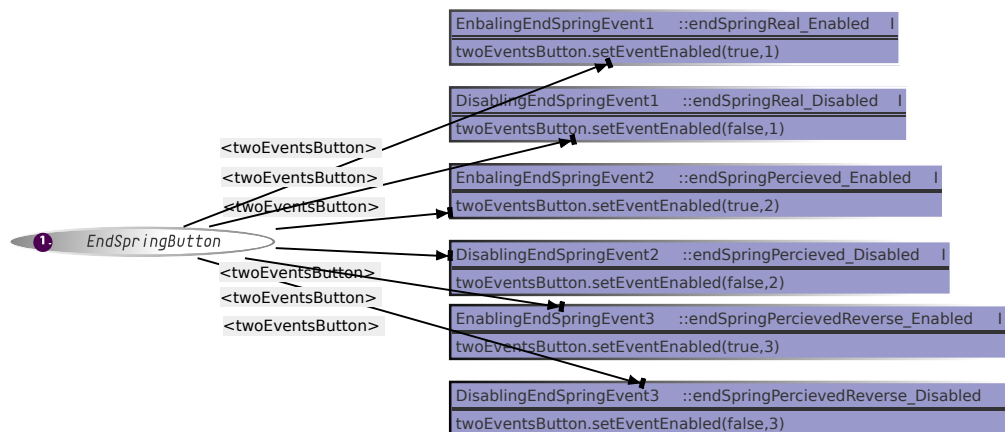 EnbalingEndSpringEvent1 ::endSpringReal_Enabled I
twoEventsButton.setEventEnabled(true,1)
DisablingEndSpringEvent1 ::endSpringReal_Disabled I
twoEventsButton.setEventEnabled(false,1)
<twoEventsButton>
<twoEventsButton>
EnbalingEndSpringEvent2 ::endSpringPercieved_Enabled I
<twoEventsButton>
twoEventsButton.setEventEnabled(true,2)
1 EndSpringButton
DisablingEndSpringEvent2 ::endSpringPercieved_Disabled I
<twoEventsButton>
twoEventsButton.setEventEnabled(false,2)
<twoEventsButton>
EnablingEndSpringEvent3 ::endSpringPercievedReverse_Enabled I
<twoEventsButton>
twoEventsButton.setEventEnabled(true,3)
DisablingEndSpringEvent3 ::endSpringPercievedReverse_Disabled
twoEventsButton.setEventEnabled(false,3)